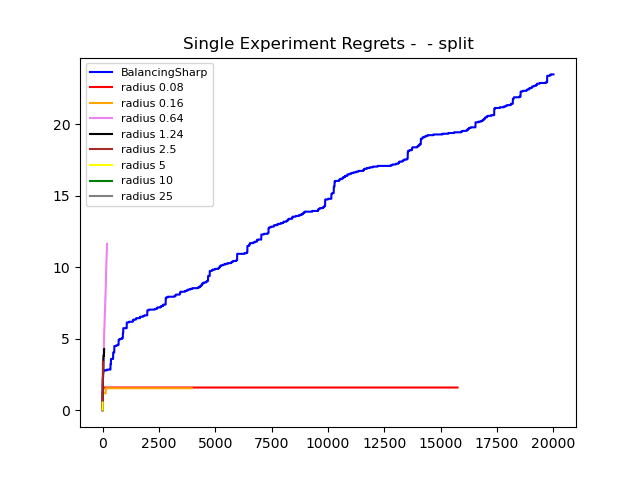 Single Experiment Regrets -  - split
BalancingSharp
radius 0.08
radius 0.16
radius 0.64
radius 1.24
radius 2.5
radius 5
radius 10
radius 25
20
15
10
5
0
0 2500 5000 7500 10000 12500 15000 17500 20000